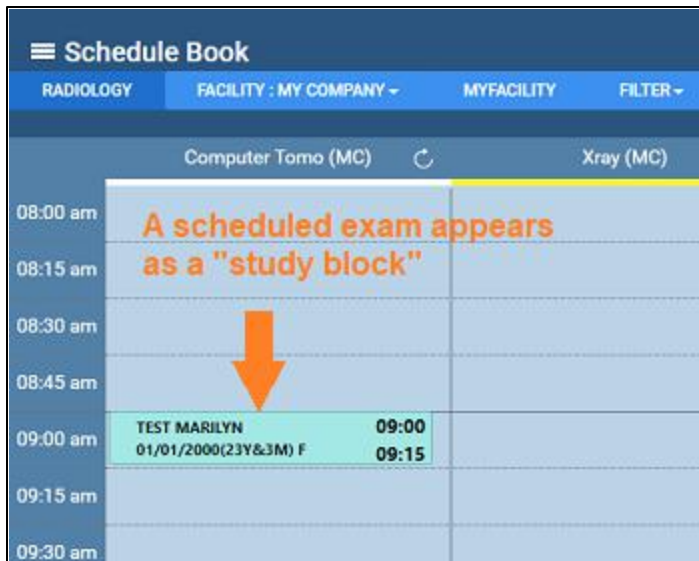 Schedule Book
RADIOLOGY FACILITY : MY COMPANY MYFACILITY FILTER
Computer Tomo (MC) Xray (MC)
08:00 am
A scheduled exam appears
as a "study block"
08:15 am
08:30 am
08:45 am
09:00 am
TEST MARILYN 09:00
01/01/2000(23Y&3M) F 09:15
09:15 am
09:30 am